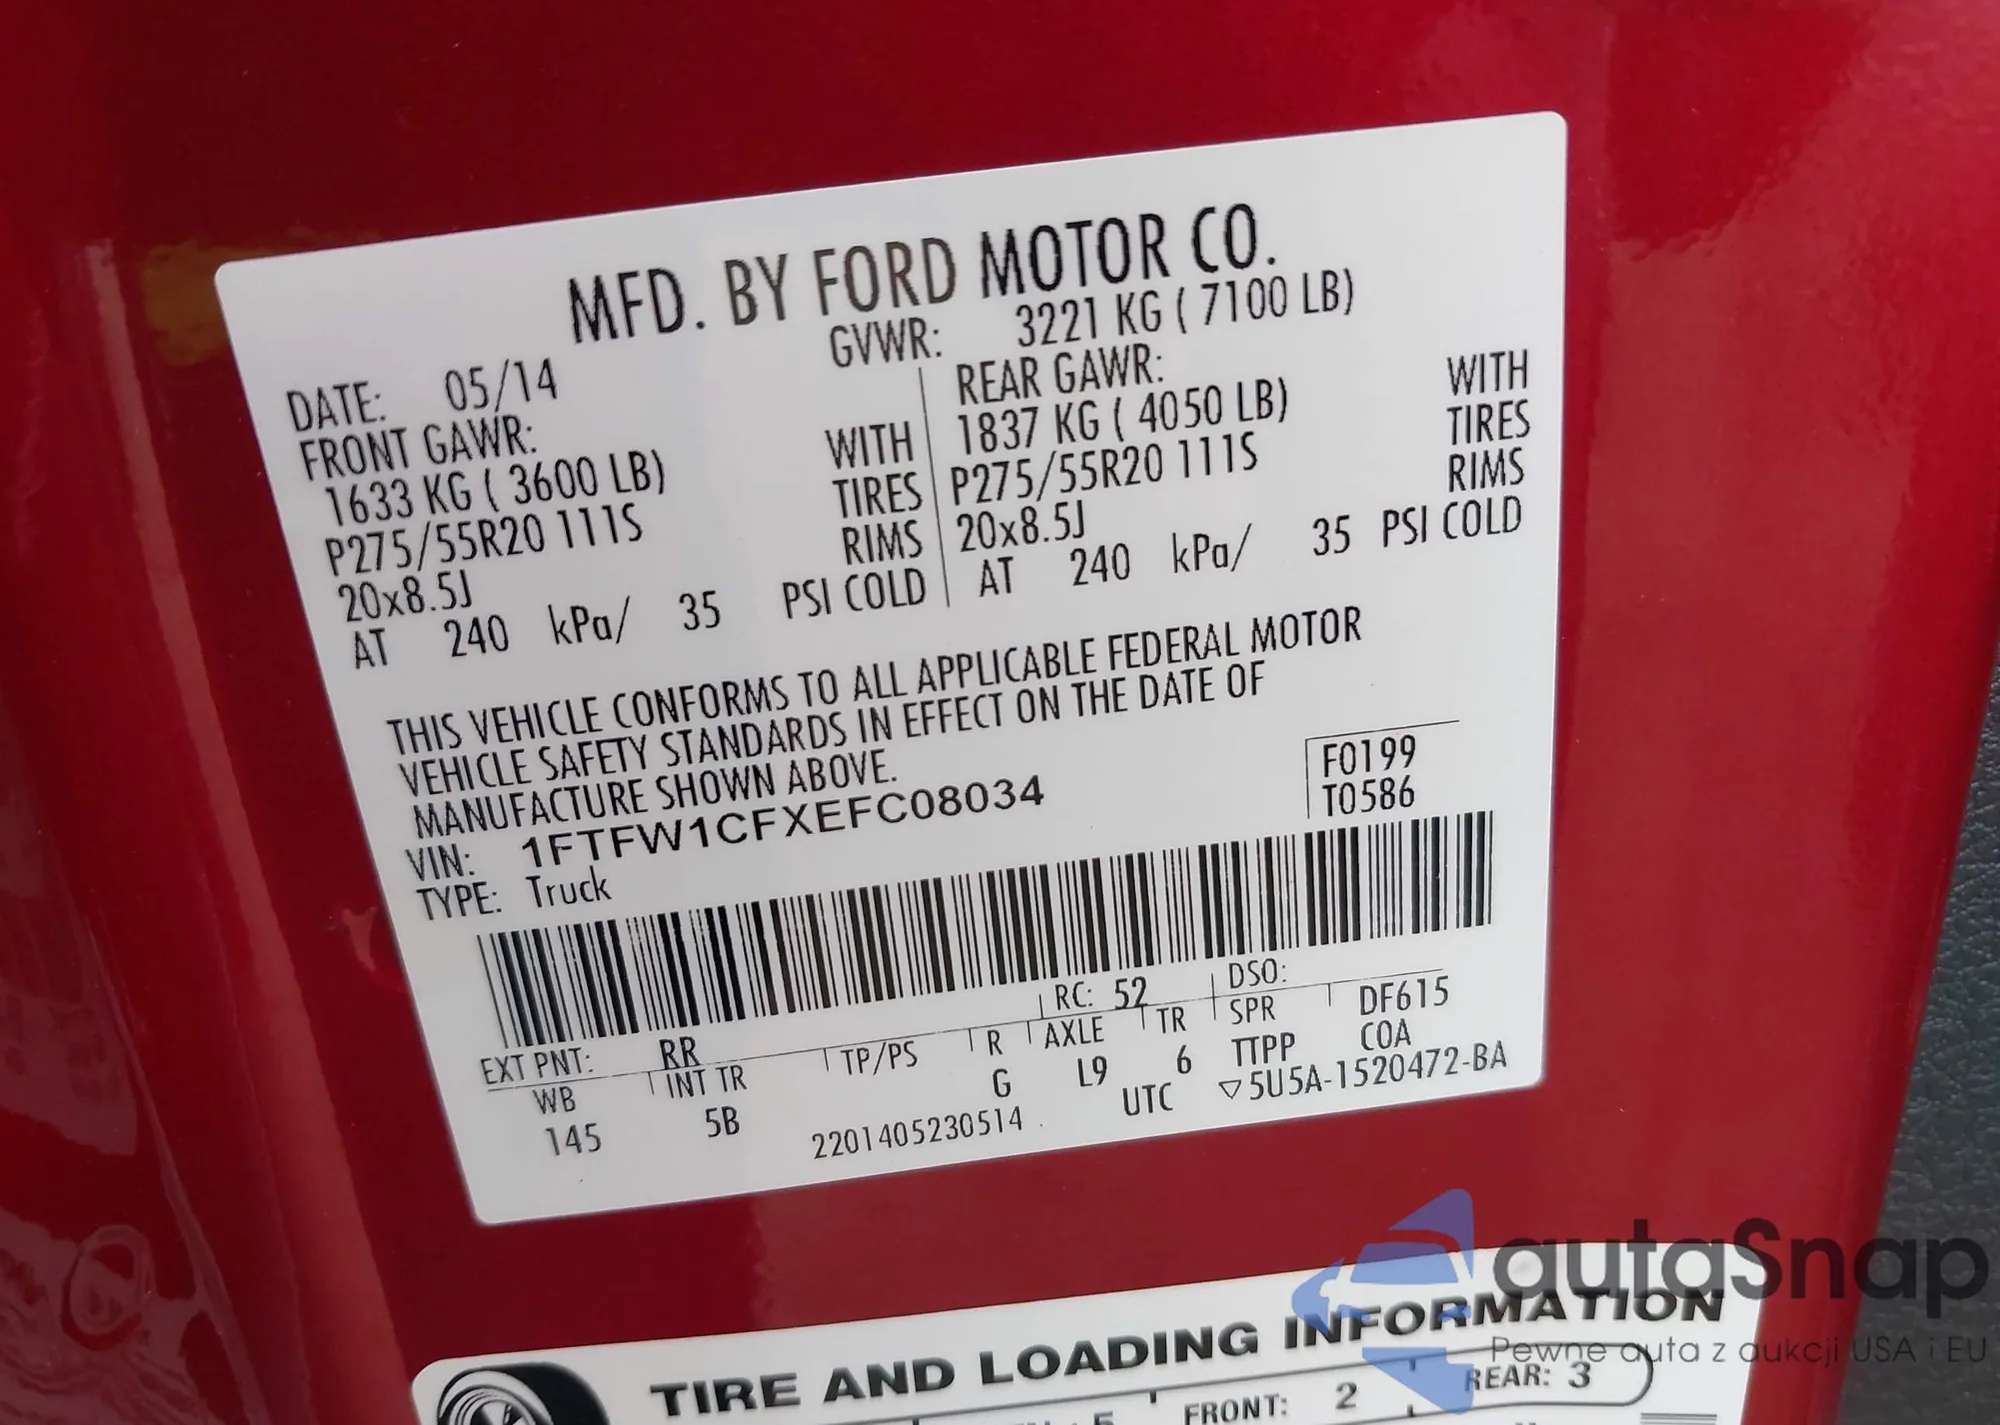 MFD. BY FORD MOTOR CO.
DATE: 05/14 GVWR: 3221 KG ( 7100 LB)
FRONT GAWR: REAR GAWR:
1633 KG ( 3600 LB) WITH 1837 KG ( 4050 LB) WITH
P275/55R20 111S TIRES P275/55R20 111S TIRES
20x8.5J RIMS 20x8.5J RIMS
AT 240 kPa/ 35 PSI COLD AT 240 kPa/ 35 PSI COLD
THIS VEHICLE CONFORMS TO ALL APPLICABLE FEDERAL MOTOR
VEHICLE SAFETY STANDARDS IN EFFECT ON THE DATE OF
MANUFACTURE SHOWN ABOVE.
VIN: 1FTFW1CFXEFC08034
TYPE: Truck
F0199
T0586
EXT PNT: RR RC: 52 DSO:
WB INT TR TP/PS R AXLE TR SPR DF615
145 5B G L9 6 TTPP COA
2201405230514 UTC ▽5U5A-1520472-BA
autaSnap
Pewne auta z aukcji USA i EU
TIRE AND LOADING INFORMATION
FRONT: 2 REAR: 3